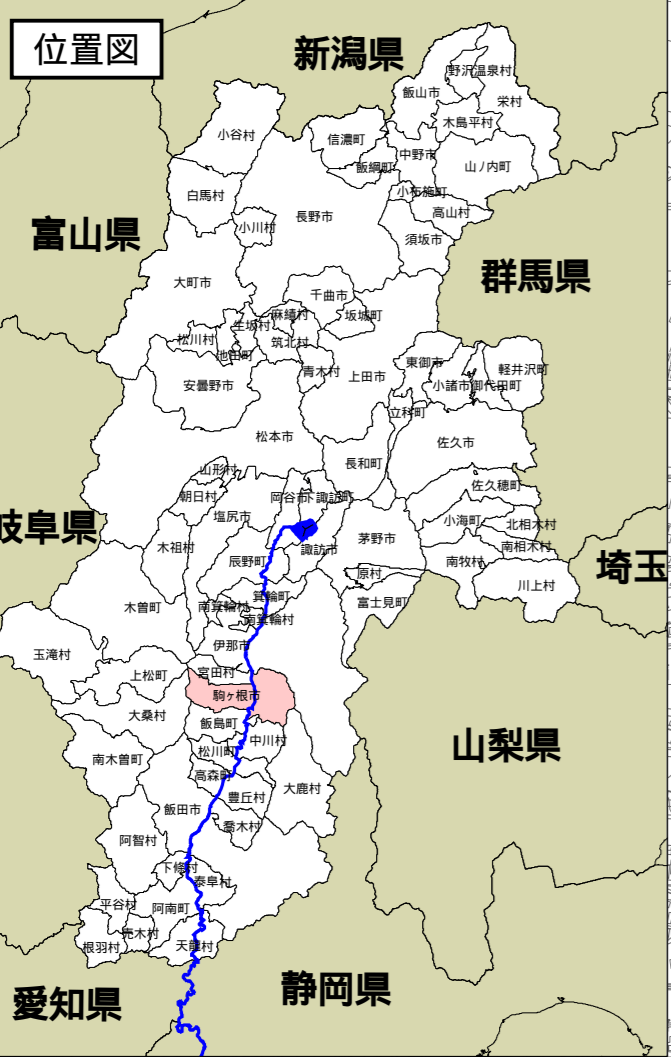 位置図
新潟県
野沢温泉村
飯山市
栄村
木島平村
小谷村
信濃町
中野市
飯綱町
山ノ内町
白馬村
小布施町
高山村
長野市
小川村
富山県
須坂市
群馬県
大町市
千曲市
麻績村
坂城町
生坂村
松川村
筑北村
池田町
東御市
軽井沢町
青木村
上田市
安曇野市
小諸市
御代田町
立科町
松本市
佐久市
長和町
山形村
佐久穂町
朝日村
岡谷市
下諏訪町
塩尻市
小海町
北相木村
岐阜県
茅野市
木祖村
諏訪市
南相木村
辰野町
南牧村
埼玉
原村
川上村
箕輪町
富士見町
木曽町
南箕輪村
南箕輪村
伊那市
玉滝村
宮田村
上松町
駒ヶ根市
大桑村
飯島町
中川村
山梨県
松川町
南木曽町
高森町
大鹿村
豊丘村
飯田市
喬木村
阿智村
下條村
泰阜村
平谷村
阿南町
売木村
根羽村
天龍村
静岡県
愛知県